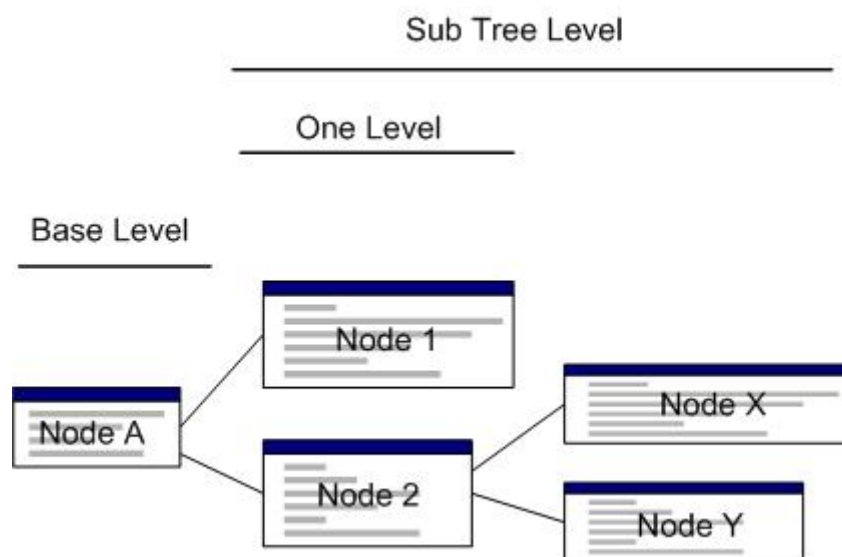 Sub Tree Level
One Level
Base Level
Node 1
Node X
Node A
Node 2
Node Y